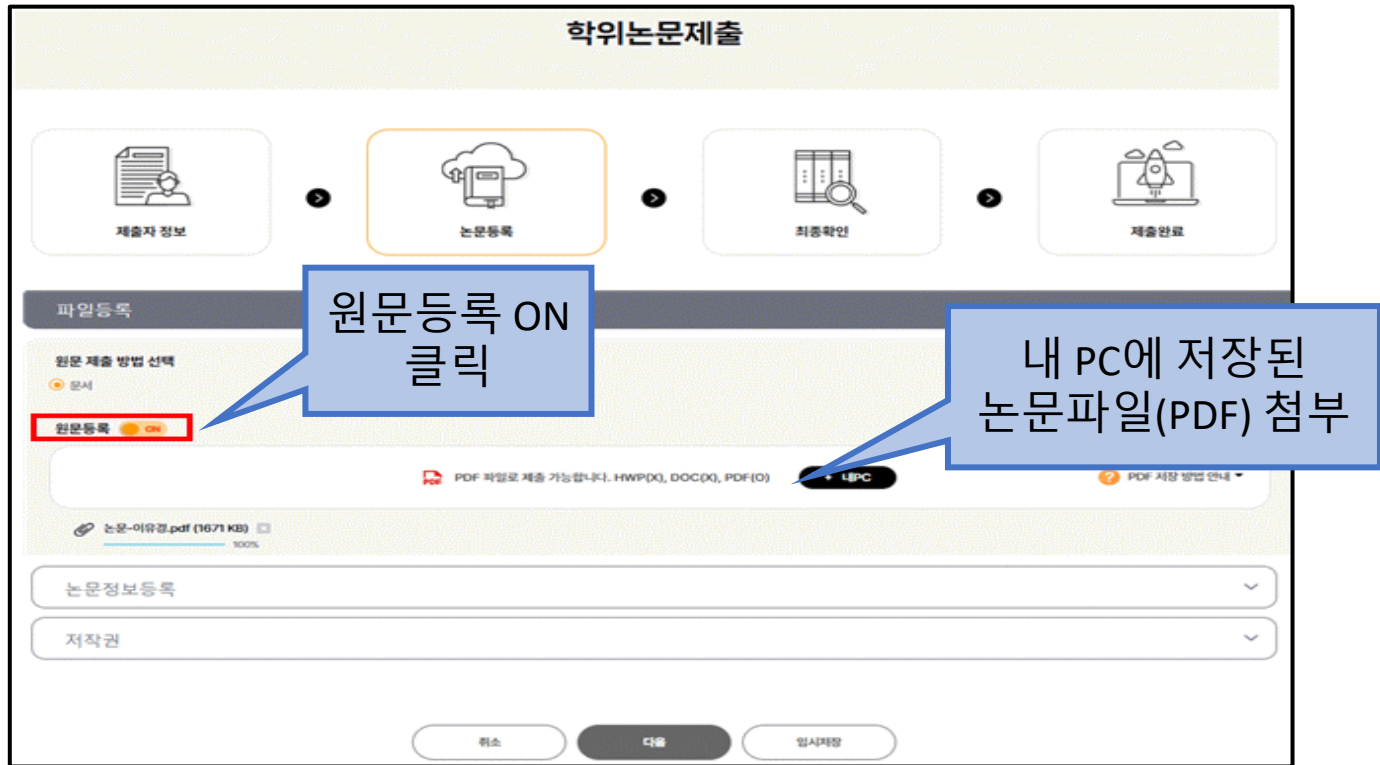 학위논문제출
제출자 정보
논문등록
최종확인
제출완료
파일등록
원문등록 ON
클릭
내 PC에 저장된
논문파일(PDF) 첨부
원문 제출 방법 선택
문서
원문등록 ON
PDF PDF 파일로 제출 가능합니다. HWP(X), DOC(X), PDF(O) + 내PC ? PDF 저장 방법 안내
논문-이유경.pdf (1671 KB)
100%
논문정보등록
저작권
취소 다음 임시저장